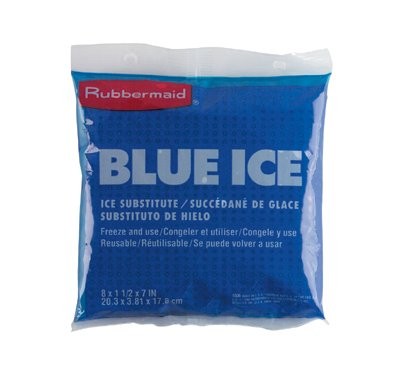 Rubbermaid
BLUE ICE
ICE SUBSTITUTE / SUCCÉDANÉ DE GLACE
SUBSTITUTO DE HIELO
Freeze and use / Congeler et utiliser / Congele y use
Reusable / Réutilisable / Se puede volver a usar
8 x 1 1/2 x 7 IN
20.3 x 3.81 x 17.8 cm